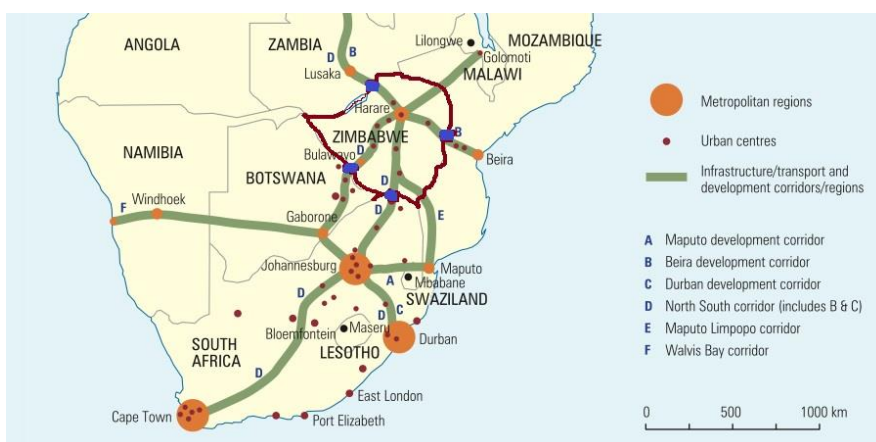 ANGOLA
ZAMBIA
Lilongwe
MOZAMBIQUE
D B
Golomoti
Lusaka
MALAWI
Harare
ZIMBABWE
B
NAMIBIA
Bulawayo
D
Beira
BOTSWANA
D
Windhoek
F
D
Gaborone
E
Johannesburg
Maputo
A
Mbabane
D
SWAZILAND
C
D
Bloemfontein
Maseru
Durban
SOUTH
AFRICA
LESOTHO
D
East London
Cape Town
Port Elizabeth
Metropolitan regions
Urban centres
Infrastructure/transport and
development corridors/regions
A Maputo development corridor
B Beira development corridor
C Durban development corridor
D North South corridor (includes B & C)
E Maputo Limpopo corridor
F Walvis Bay corridor
0 500 1000 km